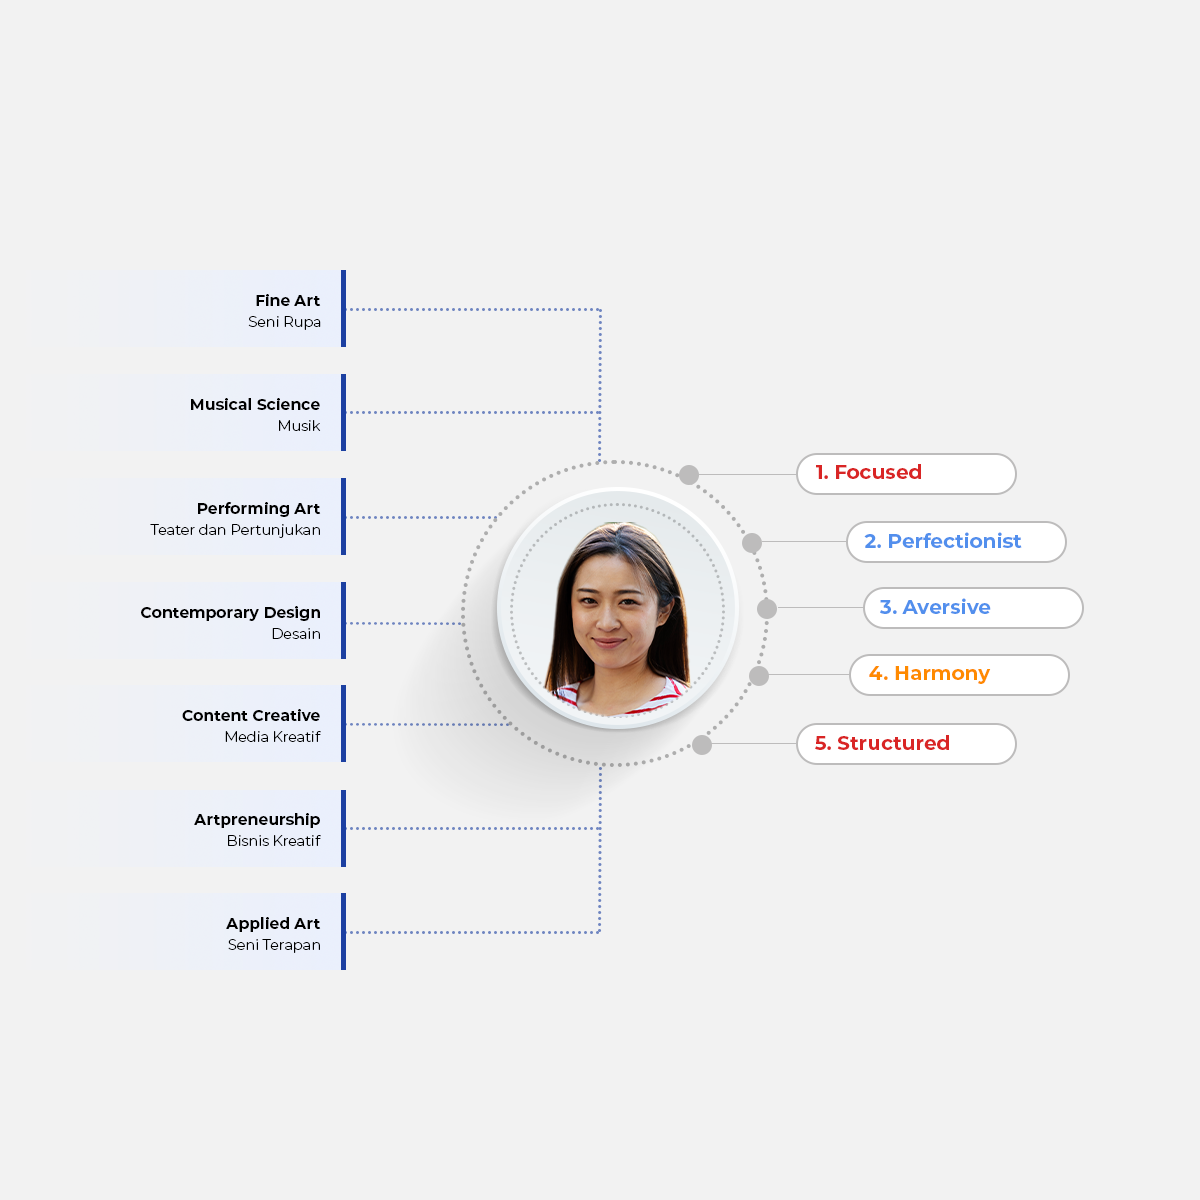 Fine Art
Seni Rupa
Musical Science
Musik
Performing Art
Teater dan Pertunjukan
Contemporary Design
Desain
Content Creative
Media Kreatif
Artpreneurship
Bisnis Kreatif
Applied Art
Seni Terapan
1. Focused
2. Perfectionist
3. Aversive
4. Harmony
5. Structured